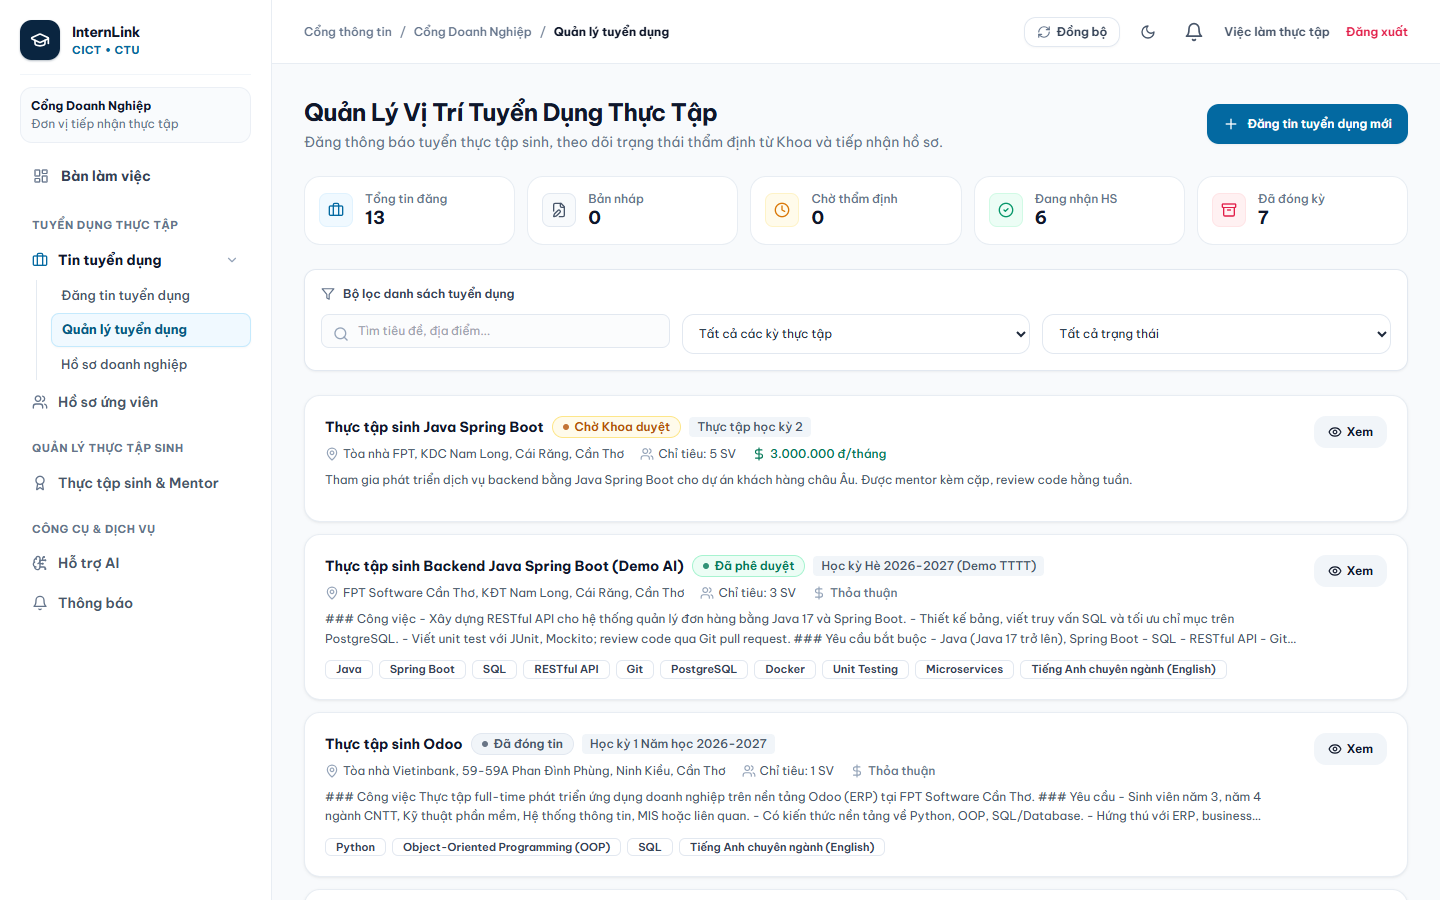 InternLink
CICT • CTU
Cổng Doanh Nghiệp
Đơn vị tiếp nhận thực tập
Bàn làm việc
TUYỂN DỤNG THỰC TẬP
Tin tuyển dụng
Đăng tin tuyển dụng
Quản lý tuyển dụng
Hồ sơ doanh nghiệp
Hồ sơ ứng viên
QUẢN LÝ THỰC TẬP SINH
Thực tập sinh & Mentor
CÔNG CỤ & DỊCH VỤ
Hỗ trợ AI
Thông báo
Cổng thông tin / Cổng Doanh Nghiệp / Quản lý tuyển dụng
Đồng bộ
Việc làm thực tập
Đăng xuất
Quản Lý Vị Trí Tuyển Dụng Thực Tập
Đăng thông báo tuyển thực tập sinh, theo dõi trạng thái thẩm định từ Khoa và tiếp nhận hồ sơ.
Đăng tin tuyển dụng mới
Tổng tin đăng
13
Bản nháp
0
Chờ thẩm định
0
Đang nhận HS
6
Đã đóng kỳ
7
Bộ lọc danh sách tuyển dụng
Tìm tiêu đề, địa điểm...
Tất cả các kỳ thực tập
Tất cả trạng thái
Thực tập sinh Java Spring Boot
Chờ Khoa duyệt
Thực tập học kỳ 2
Xem
Tòa nhà FPT, KDC Nam Long, Cái Răng, Cần Thơ
Chỉ tiêu: 5 SV
3.000.000 đ/tháng
Tham gia phát triển dịch vụ backend bằng Java Spring Boot cho dự án khách hàng châu Âu. Được mentor kèm cặp, review code hằng tuần.
Thực tập sinh Backend Java Spring Boot (Demo AI)
Đã phê duyệt
Học kỳ Hè 2026-2027 (Demo TTTT)
Xem
FPT Software Cần Thơ, KĐT Nam Long, Cái Răng, Cần Thơ
Chỉ tiêu: 3 SV
Thỏa thuận
### Công việc - Xây dựng RESTful API cho hệ thống quản lý đơn hàng bằng Java 17 và Spring Boot. - Thiết kế bảng, viết truy vấn SQL và tối ưu chỉ mục trên
PostgreSQL. - Viết unit test với JUnit, Mockito; review code qua Git pull request. ### Yêu cầu bắt buộc - Java (Java 17 trở lên), Spring Boot - SQL - RESTful API - Git...
Java
Spring Boot
SQL
RESTful API
Git
PostgreSQL
Docker
Unit Testing
Microservices
Tiếng Anh chuyên ngành (English)
Thực tập sinh Odoo
Đã đóng tin
Học kỳ 1 Năm học 2026-2027
Xem
Tòa nhà Vietinbank, 59-59A Phan Đình Phùng, Ninh Kiều, Cần Thơ
Chỉ tiêu: 1 SV
Thỏa thuận
### Công việc Thực tập full-time phát triển ứng dụng doanh nghiệp trên nền tảng Odoo (ERP) tại FPT Software Cần Thơ. ### Yêu cầu - Sinh viên năm 3, năm 4
ngành CNTT, Kỹ thuật phần mềm, Hệ thống thông tin, MIS hoặc liên quan. - Có kiến thức nền tảng về Python, OOP, SQL/Database. - Hứng thú với ERP, business...
Python
Object-Oriented Programming (OOP)
SQL
Tiếng Anh chuyên ngành (English)